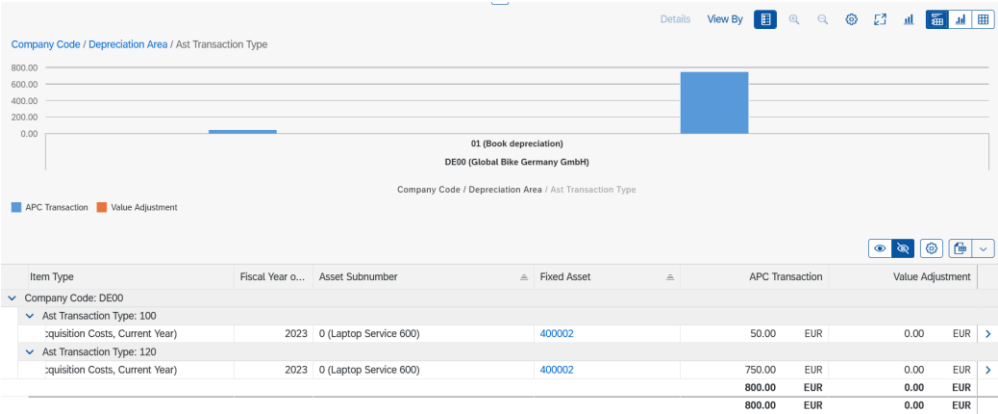 Details View By
Company Code / Depreciation Area / Ast Transaction Type
800.00
600.00
400.00
200.00
0.00
01 (Book depreciation)
DE00 (Global Bike Germany GmbH)
Company Code / Depreciation Area / Ast Transaction Type
APC Transaction Value Adjustment
Item Type Fiscal Year o... Asset Subnumber Fixed Asset APC Transaction Value Adjustment
Company Code: DE00
Ast Transaction Type: 100
cquisition Costs, Current Year) 2023 0 (Laptop Service 600) 400002 50.00 EUR 0.00 EUR
Ast Transaction Type: 120
cquisition Costs, Current Year) 2023 0 (Laptop Service 600) 400002 750.00 EUR 0.00 EUR
800.00 EUR 0.00 EUR
800.00 EUR 0.00 EUR